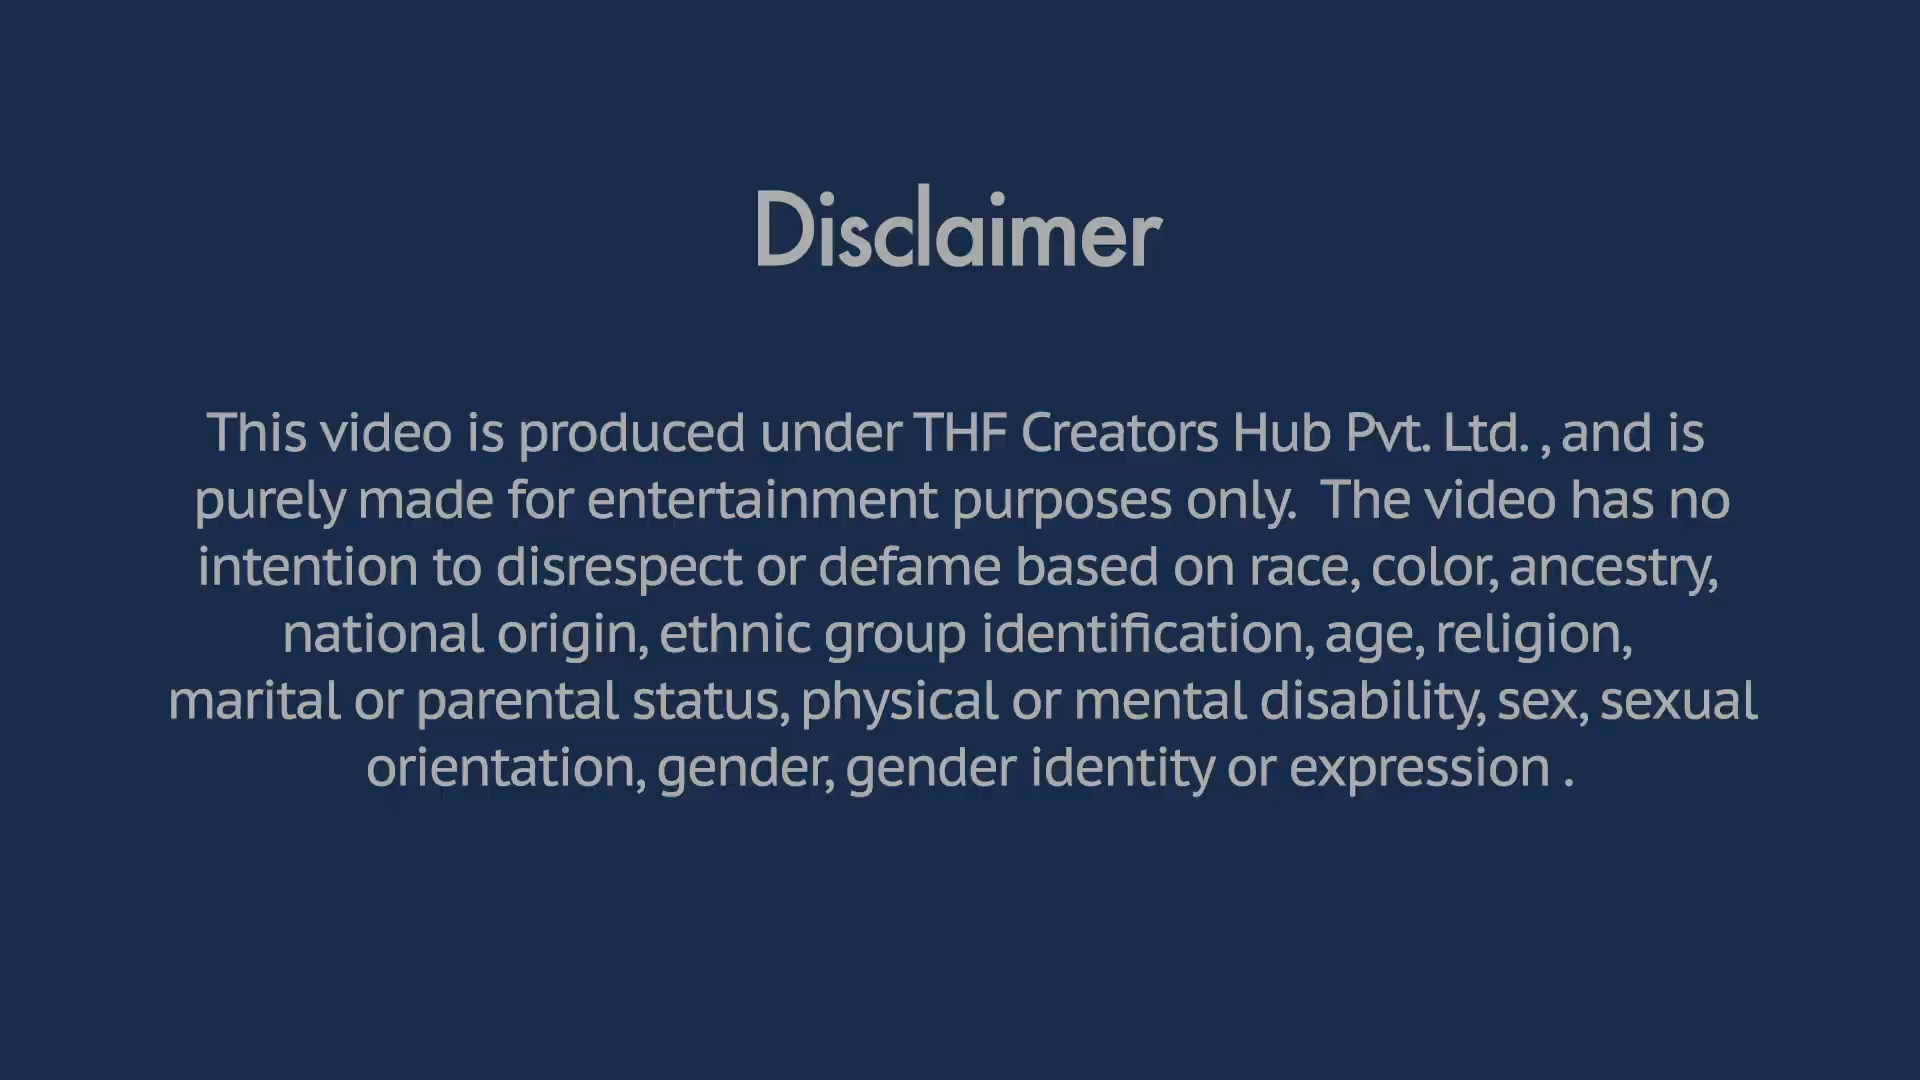 Disclaimer
This video is produced under THF Creators Hub Pvt. Ltd. , and is
purely made for entertainment purposes only.  The video has no
intention to disrespect or defame based on race, color, ancestry,
national origin, ethnic group identification, age, religion,
marital or parental status, physical or mental disability, sex, sexual
orientation, gender, gender identity or expression .